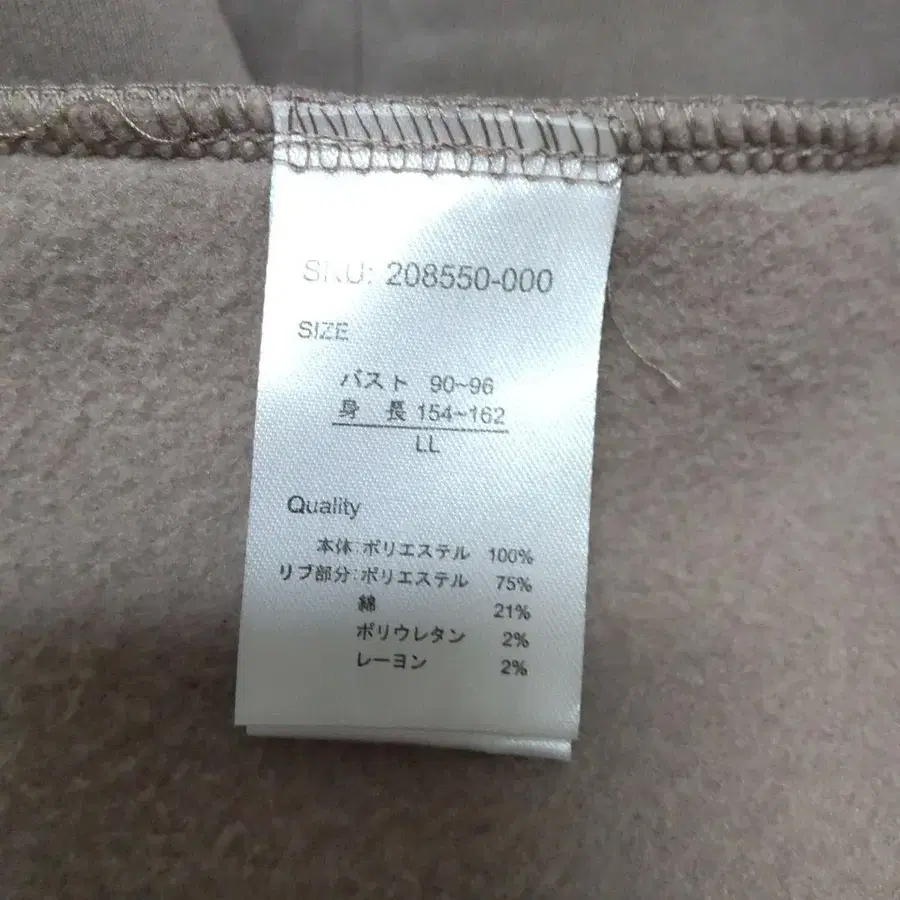 SKU: 208550-000
SIZE
バスト 90~96
身 長 154~162
LL
Quality
本体:ポリエステル 100%
リブ部分:ポリエステル 75%
綿 21%
ポリウレタン 2%
レーヨン 2%